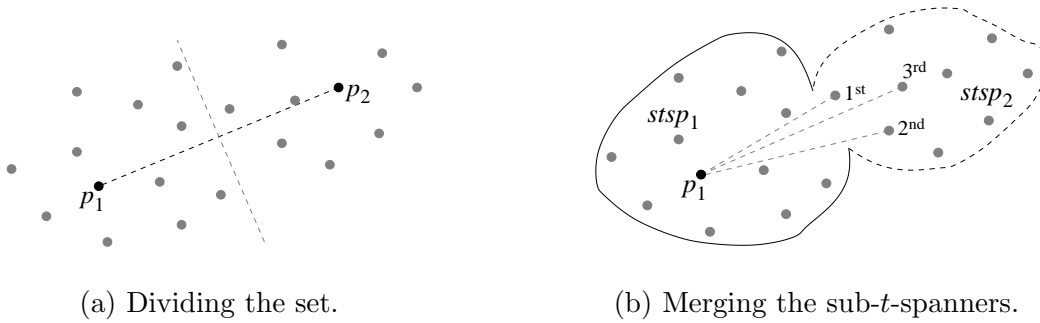 p₂
p₁
(a) Dividing the set.
stsp₁
1ˢᵗ
3ʳᵈ
stsp₂
2ⁿᵈ
p₁
(b) Merging the sub-t-spanners.